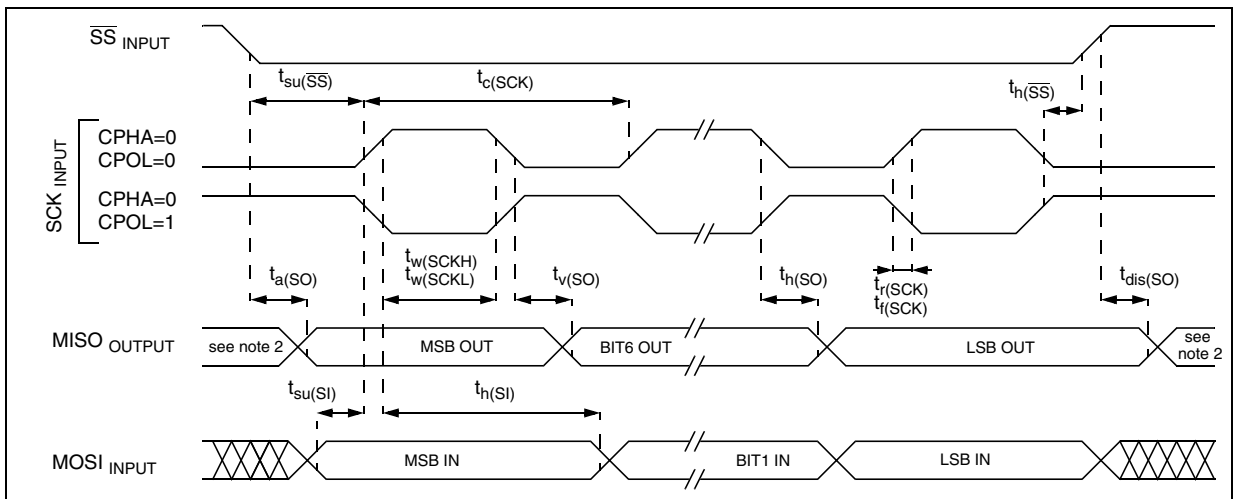 SS INPUT
tsu(SS)
tc(SCK)
th(SS)
SCK INPUT
CPHA=0
CPOL=0
CPHA=0
CPOL=1
tw(SCKH)
tw(SCKL)
ta(SO)
tv(SO)
th(SO)
tr(SCK)
tf(SCK)
tdis(SO)
MISO OUTPUT
see note 2
MSB OUT
BIT6 OUT
LSB OUT
see
note 2
tsu(SI)
th(SI)
MOSI INPUT
MSB IN
BIT1 IN
LSB IN